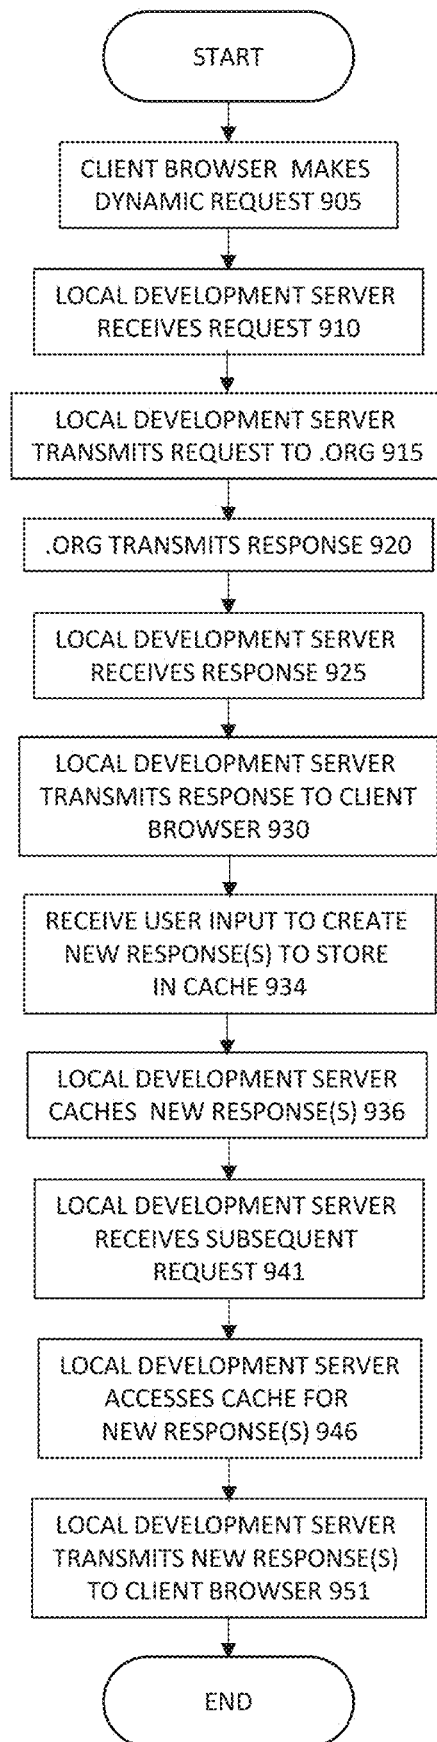 START
CLIENT BROWSER MAKES
DYNAMIC REQUEST 905
LOCAL DEVELOPMENT SERVER
RECEIVES REQUEST 910
LOCAL DEVELOPMENT SERVER
TRANSMITS REQUEST TO .ORG 915
.ORG TRANSMITS RESPONSE 920
LOCAL DEVELOPMENT SERVER
RECEIVES RESPONSE 925
LOCAL DEVELOPMENT SERVER
TRANSMITS RESPONSE TO CLIENT
BROWSER 930
RECEIVE USER INPUT TO CREATE
NEW RESPONSE(S) TO STORE
IN CACHE 934
LOCAL DEVELOPMENT SERVER
CACHES NEW RESPONSE(S) 936
LOCAL DEVELOPMENT SERVER
RECEIVES SUBSEQUENT
REQUEST 941
LOCAL DEVELOPMENT SERVER
ACCESSES CACHE FOR
NEW RESPONSE(S) 946
LOCAL DEVELOPMENT SERVER
TRANSMITS NEW RESPONSE(S)
TO CLIENT BROWSER 951
END